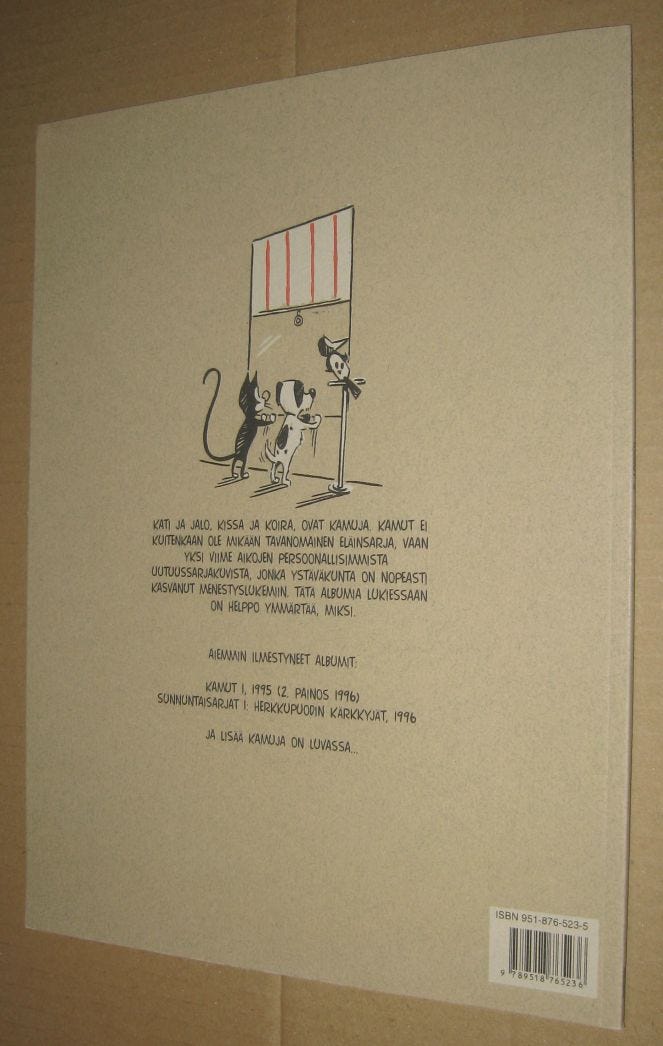 KATI JA JALO, KISSA JA KOIRA, OVAT KAMUJA. KAMUT EI
KUITENKAAN OLE MIKÄÄN TAVANOMAINEN ELÄINSARJA, VAAN
YKSI VIIME AIKOJEN PERSOONALLISIMMISTA
UUTUUSSARJAKUVISTA, JONKA YSTÄVÄKUNTA ON NOPEASTI
KASVANUT MENESTYSLUKEMIIN. TÄTÄ ALBUMIA LUKIESSAAN
ON HELPPO YMMÄRTÄÄ, MIKSI.
AIEMMIN ILMESTYNEET ALBUMIT:
KAMUT 1, 1995 (2. PAINOS 1996)
SUNNUNTAISARJAT 1: HERKKUPUODIN KÄRKKYJÄT, 1996
JA LISÄÄ KAMUJA ON LUVASSA...
ISBN 951-876-523-5
9 789518 765236